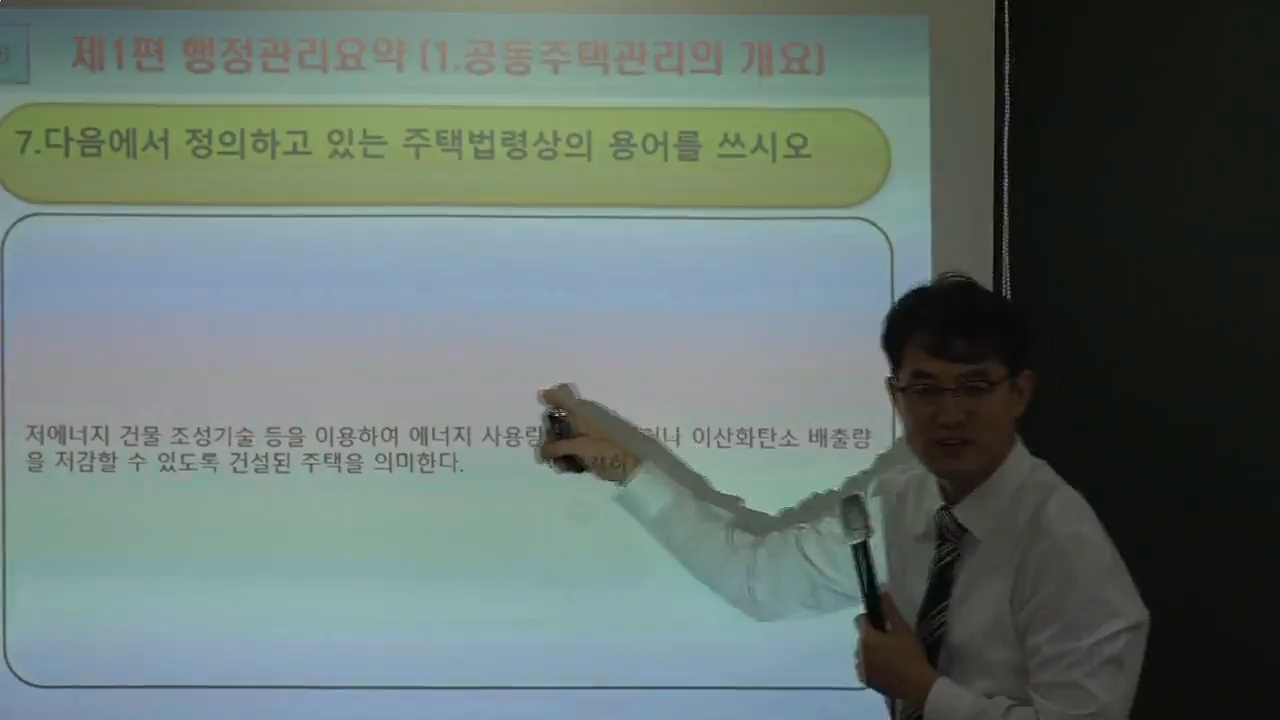 제1편 행정관리요약 [1.공동주택관리의 개요]
7.다음에서 정의하고 있는 주택법령상의 용어를 쓰시오
저에너지 건물 조성기술 등을 이용하여 에너지 사용량 이산화탄소 배출량
을 저감할 수 있도록 건설된 주택을 의미한다.